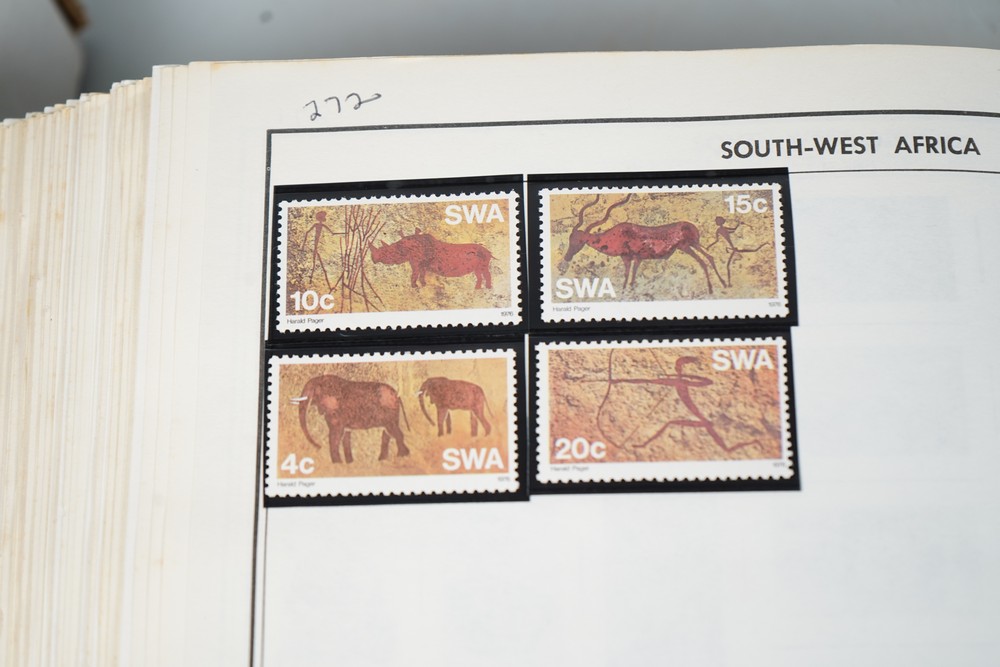 272
SOUTH-WEST AFRICA
SWA
10c
Harald Pager 1976
15c
SWA
Harald Pager 1976
4c SWA
Harald Pager 1976
SWA
20c
Harald Pager 1976